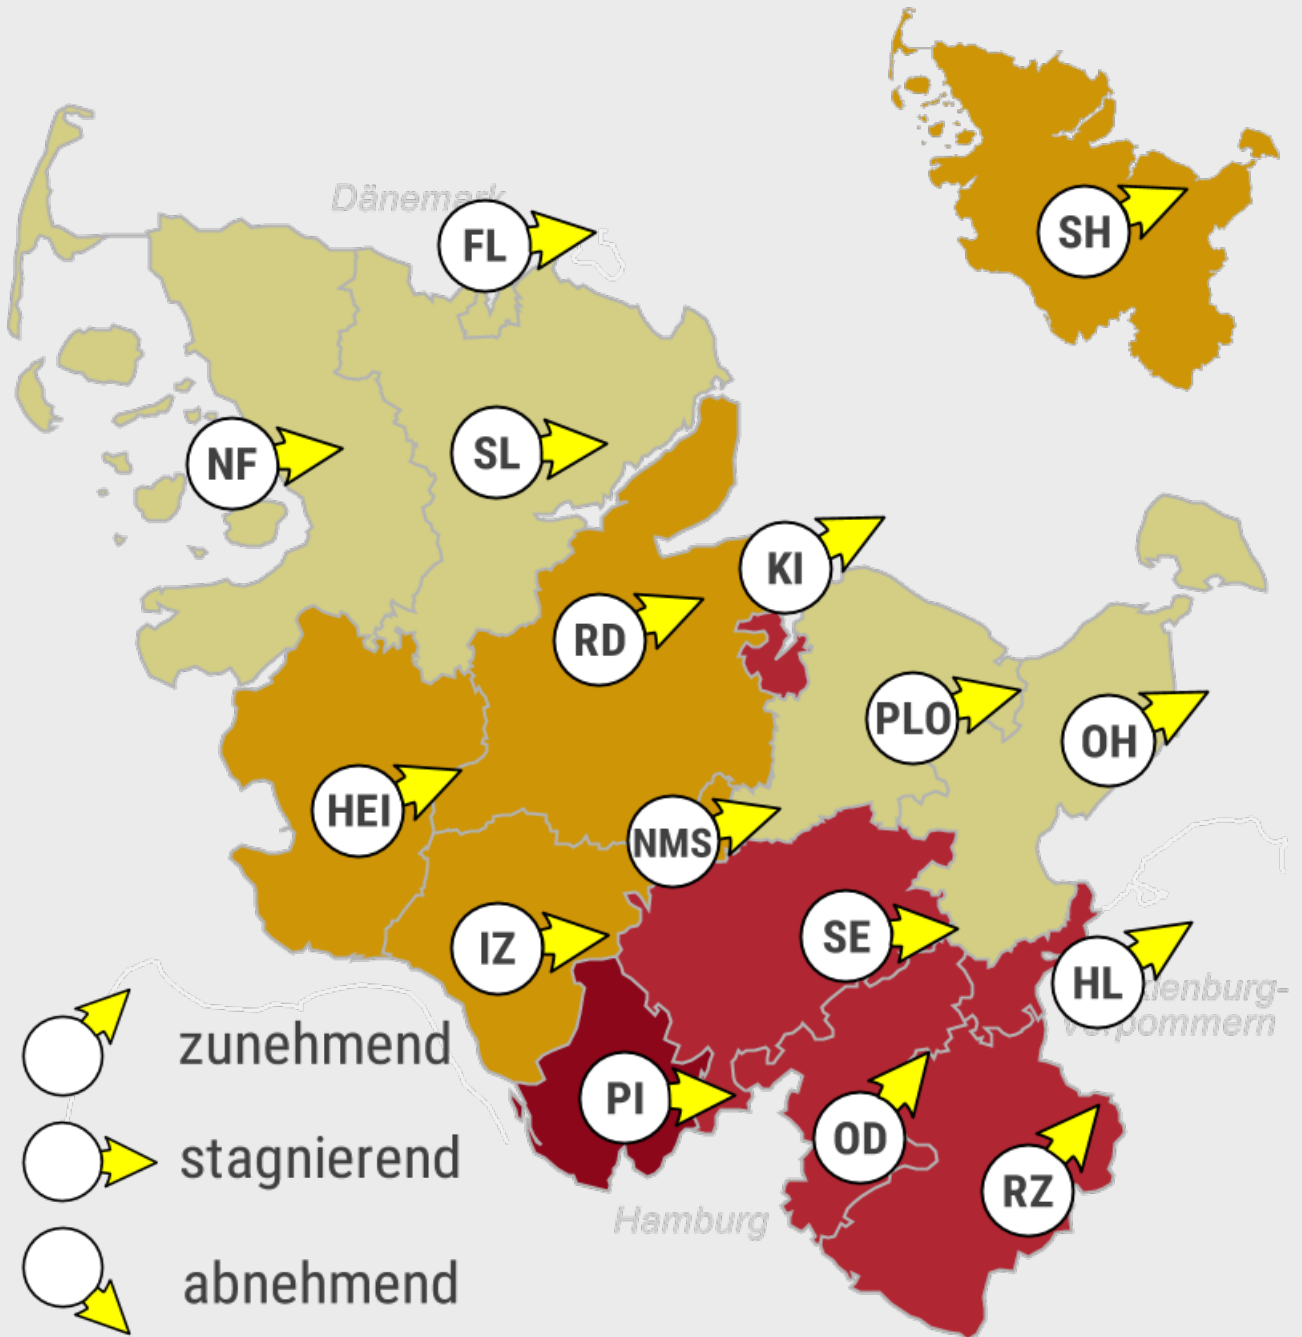 Dänemark
FL
SH
NF
SL
KI
RD
PLO
OH
HEI
NMS
IZ
SE
HL
lenburg-
Vorpommern
zunehmend
PI
OD
stagnierend
RZ
Hamburg
abnehmend